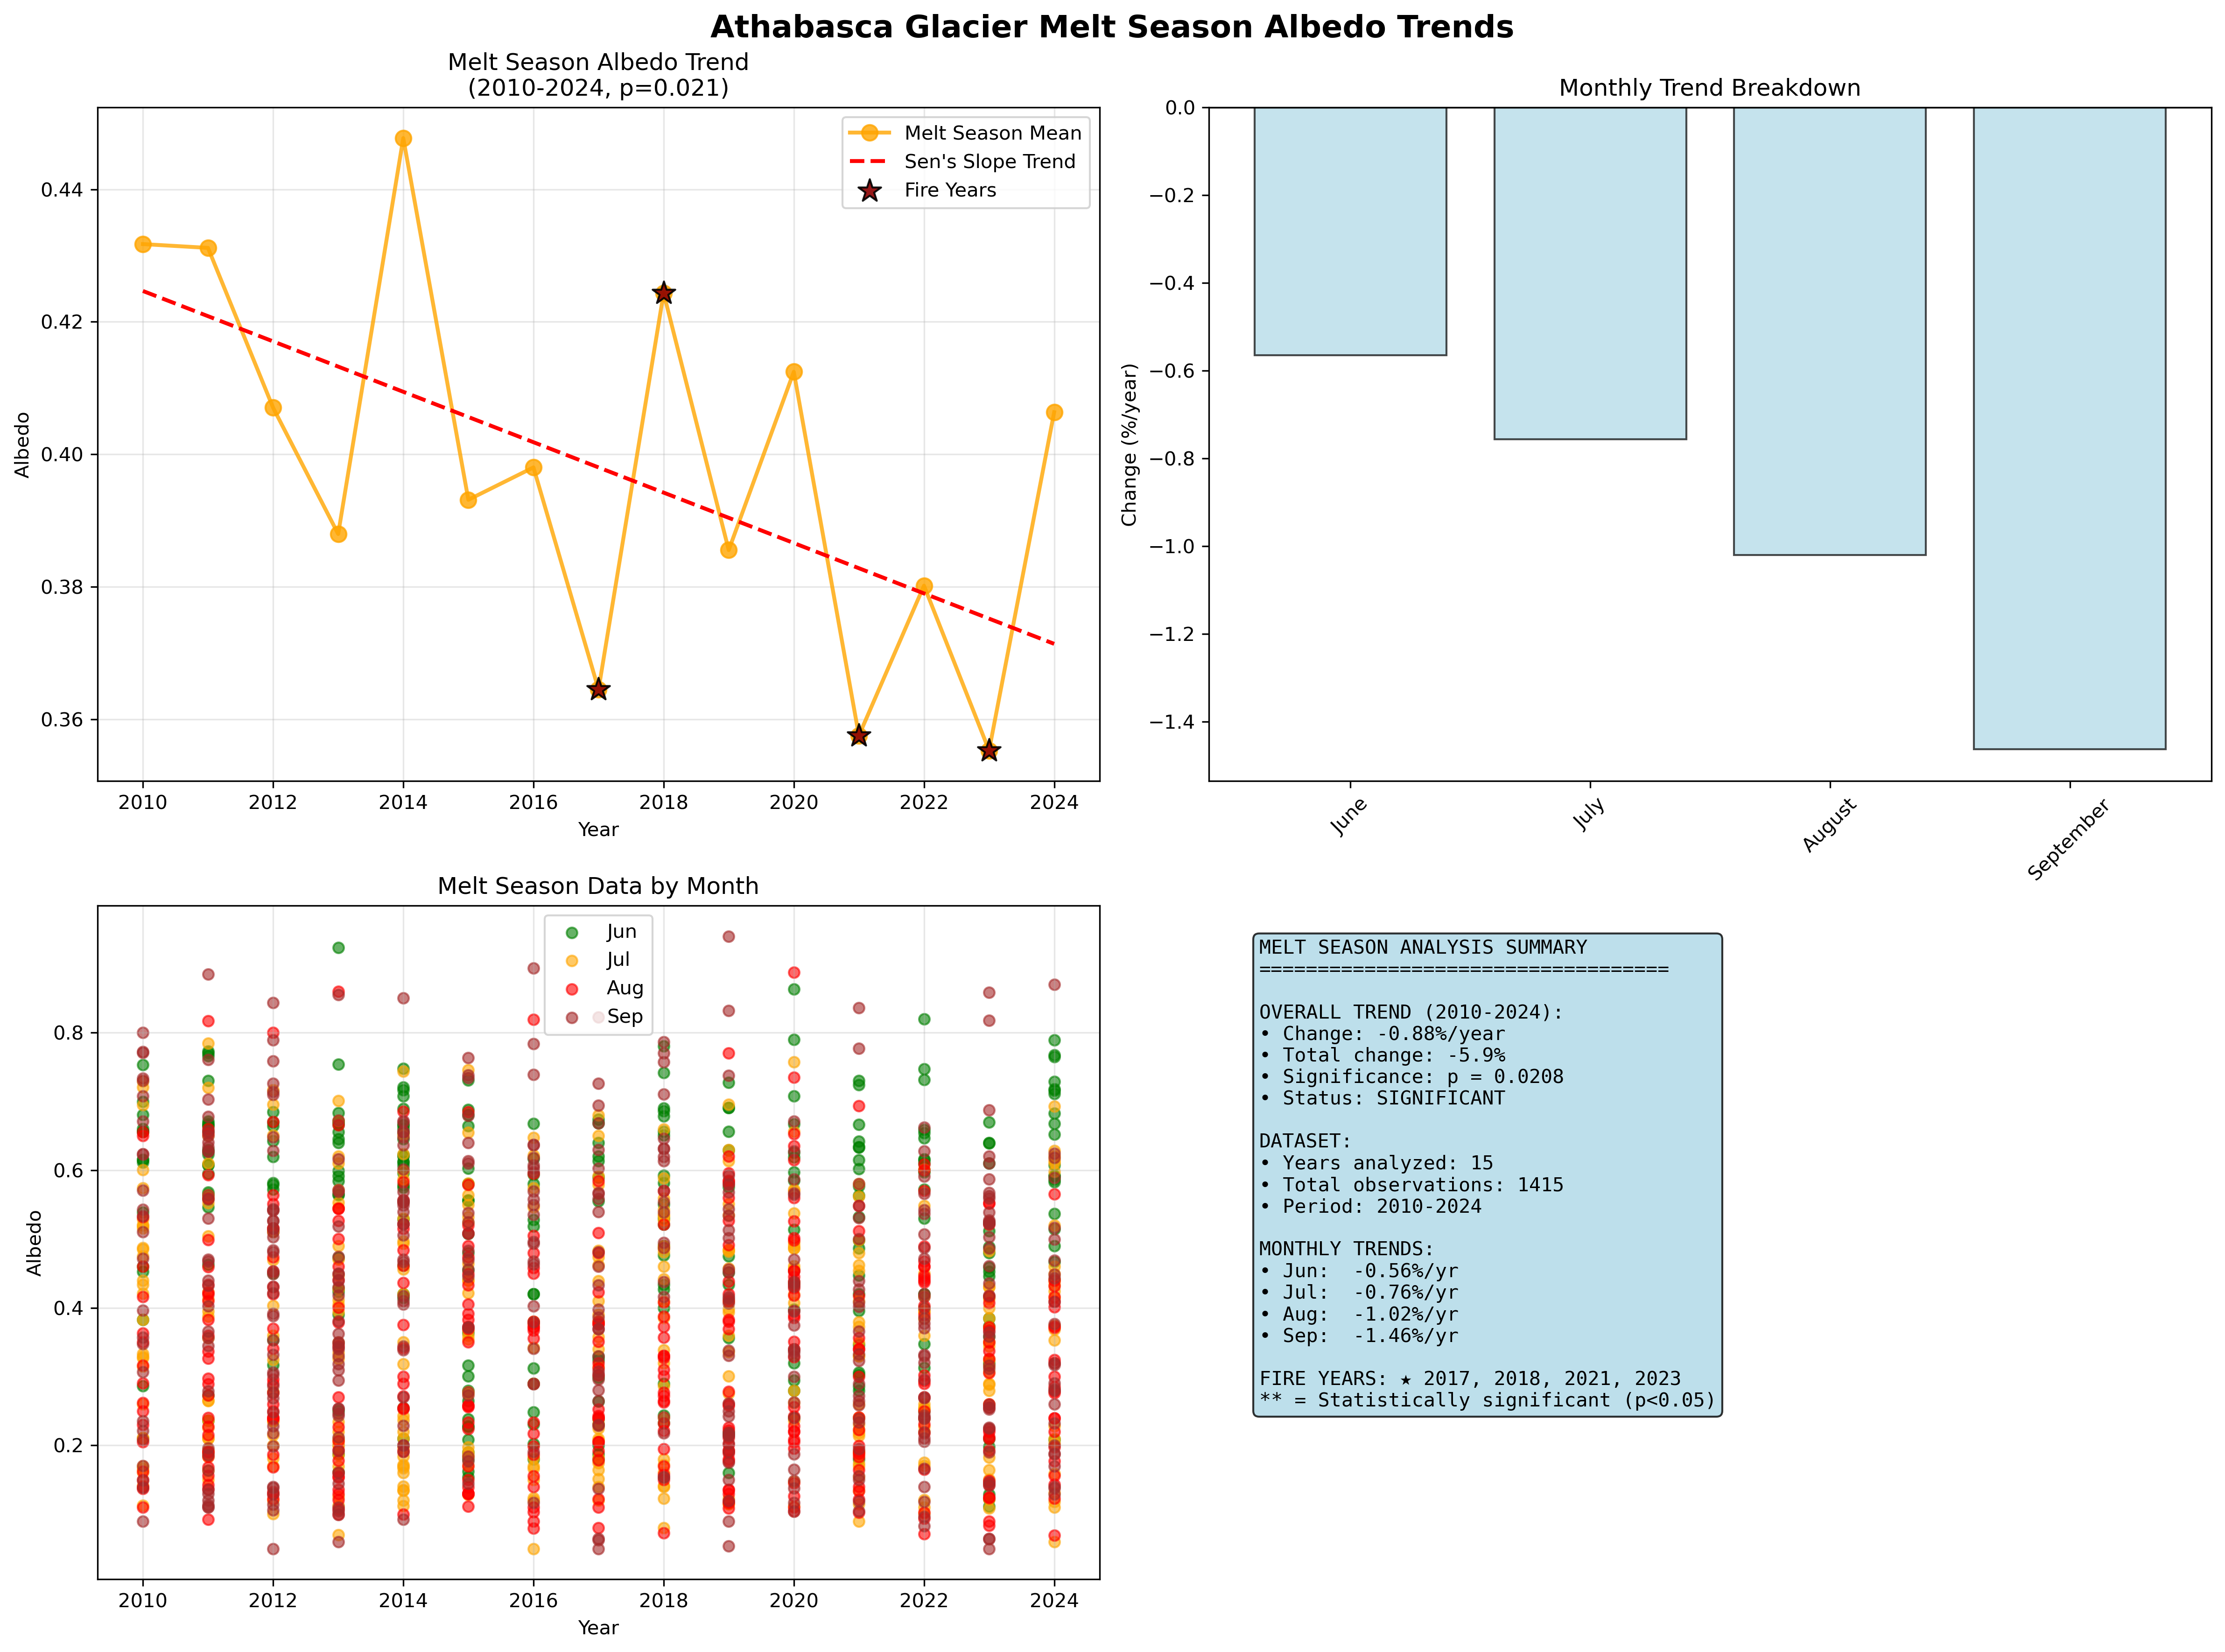 Athabasca Glacier Melt Season Albedo Trends
Melt Season Albedo Trend
(2010-2024, p=0.021)
Melt Season Mean
Sen's Slope Trend
Fire Years
Albedo
0.44
0.42
0.40
0.38
0.36
2010 2012 2014 2016 2018 2020 2022 2024
Year
Monthly Trend Breakdown
Change (%/year)
0.0
−0.2
−0.4
−0.6
−0.8
−1.0
−1.2
−1.4
June July August September
Melt Season Data by Month
Jun
Jul
Aug
Sep
Albedo
0.8
0.6
0.4
0.2
2010 2012 2014 2016 2018 2020 2022 2024
Year
MELT SEASON ANALYSIS SUMMARY
===================================
OVERALL TREND (2010-2024):
• Change: -0.88%/year
• Total change: -5.9%
• Significance: p = 0.0208
• Status: SIGNIFICANT
DATASET:
• Years analyzed: 15
• Total observations: 1415
• Period: 2010-2024
MONTHLY TRENDS:
• Jun:  -0.56%/yr
• Jul:  -0.76%/yr
• Aug:  -1.02%/yr
• Sep:  -1.46%/yr
FIRE YEARS: ★ 2017, 2018, 2021, 2023
** = Statistically significant (p<0.05)